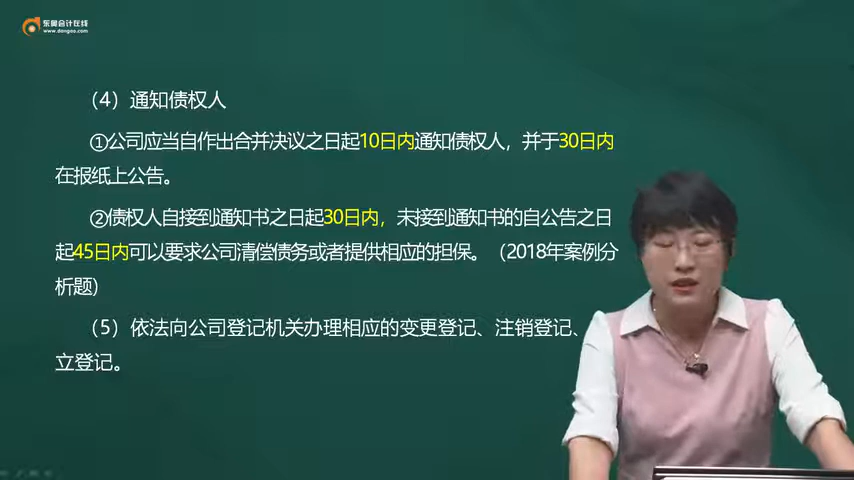 东奥会计在线
www.dongao.com
（4）通知债权人
①公司应当自作出合并决议之日起10日内通知债权人，并于30日内
在报纸上公告。
②债权人自接到通知书之日起30日内，未接到通知书的自公告之日
起45日内可以要求公司清偿债务或者提供相应的担保。（2018年案例分
析题）
（5）依法向公司登记机关办理相应的变更登记、注销登记、
立登记。